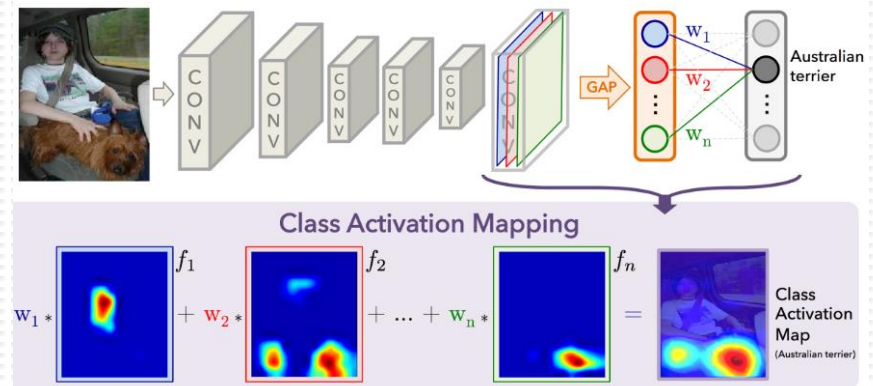 CONV
CONV
CONV
CONV
CONV
CONV
GAP
w₁
w₂
⋮
wₙ
⋮
Australian
terrier
Class Activation Mapping
w₁ * f₁ + w₂ * f₂ + ... + wₙ * fₙ =
Class
Activation
Map
(Australian terrier)